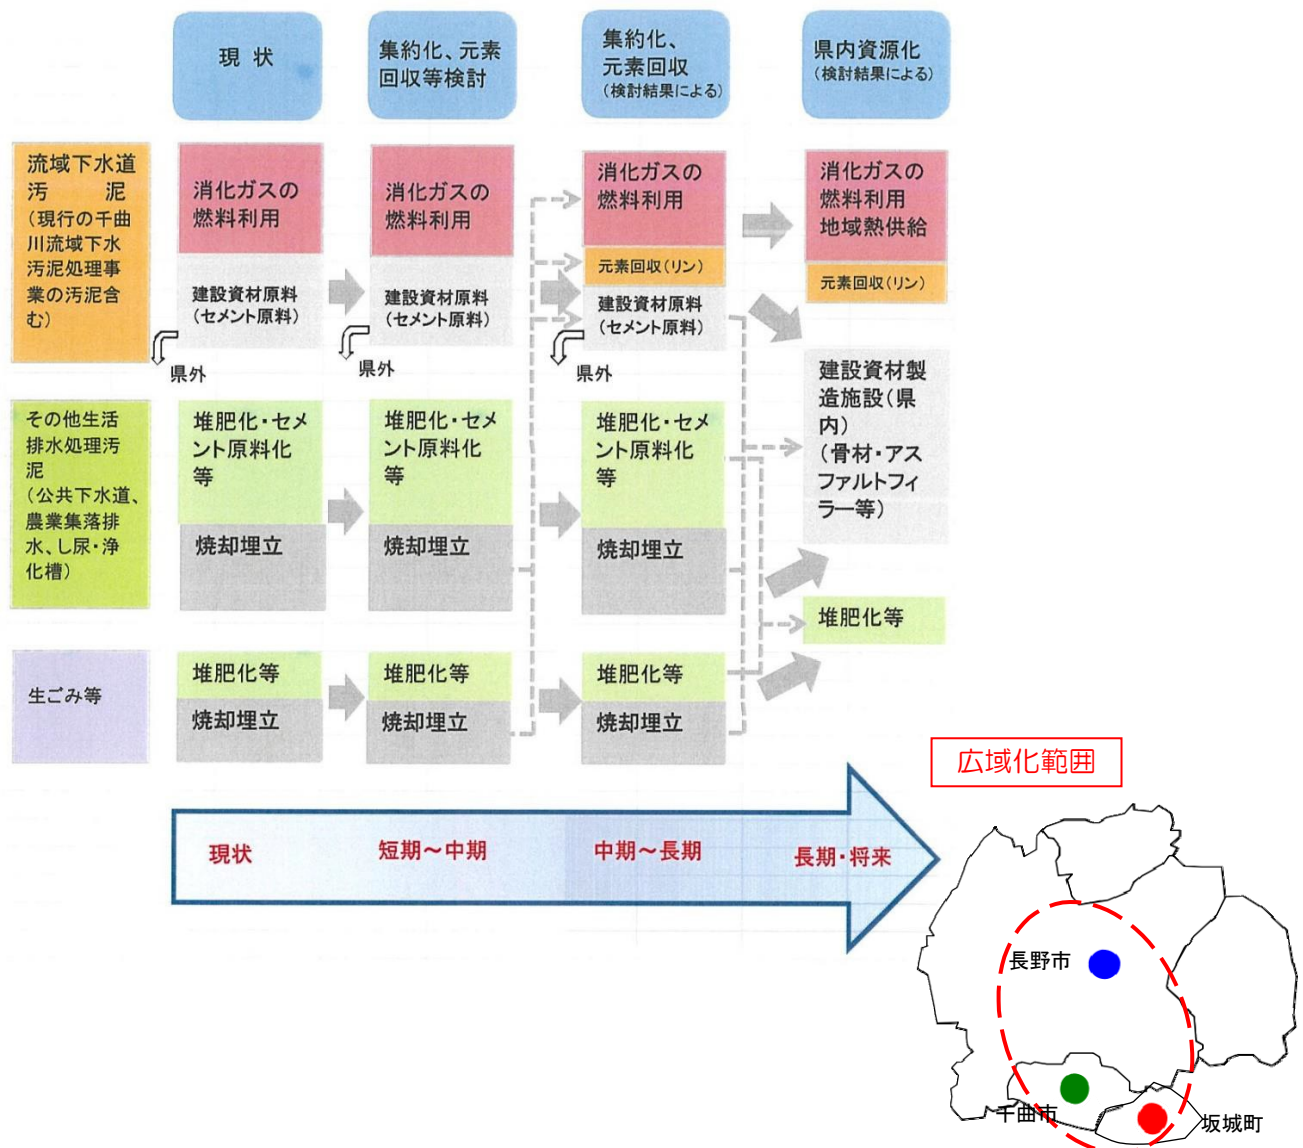 現 状
集約化、元素
回収等検討
集約化、
元素回収
(検討結果による)
県内資源化
(検討結果による)
流域下水道
汚 泥
(現行の千曲
川流域下水
汚泥処理事
業の汚泥含
む)
消化ガスの
燃料利用
建設資材原料
(セメント原料)
県外
消化ガスの
燃料利用
建設資材原料
(セメント原料)
県外
消化ガスの
燃料利用
元素回収(リン)
建設資材原料
(セメント原料)
県外
消化ガスの
燃料利用
地域熱供給
元素回収(リン)
建設資材製
造施設(県
内)
(骨材・アス
ファルトフィ
ラー等)
その他生活
排水処理汚
泥
(公共下水道、
農業集落排
水、し尿・浄
化槽)
堆肥化・セメ
ント原料化
等
焼却埋立
堆肥化・セメ
ント原料化
等
焼却埋立
堆肥化・セメ
ント原料化
等
焼却埋立
堆肥化等
生ごみ等
堆肥化等
焼却埋立
堆肥化等
焼却埋立
堆肥化等
焼却埋立
現状
短期～中期
中期～長期
長期・将来
広域化範囲
長野市
千曲市
坂城町